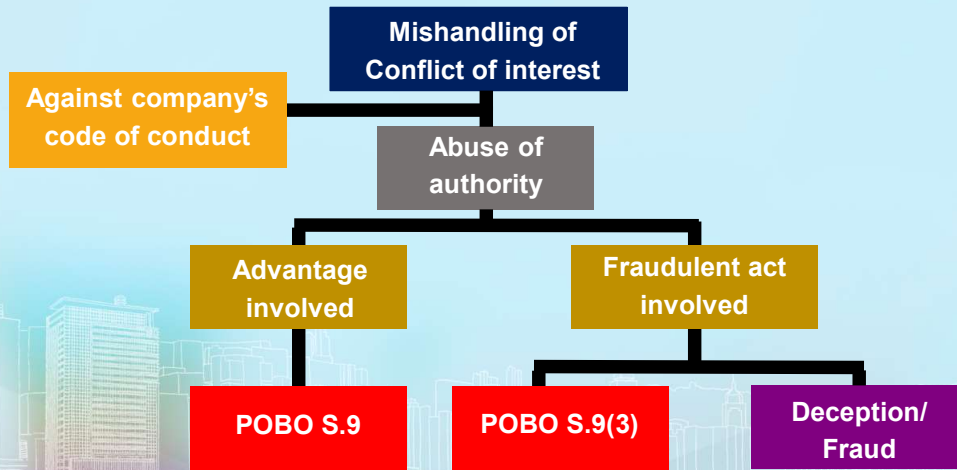 Mishandling of
Conflict of interest
Against company’s
code of conduct
Abuse of
authority
Advantage
involved
Fraudulent act
involved
POBO S.9
POBO S.9(3)
Deception/
Fraud